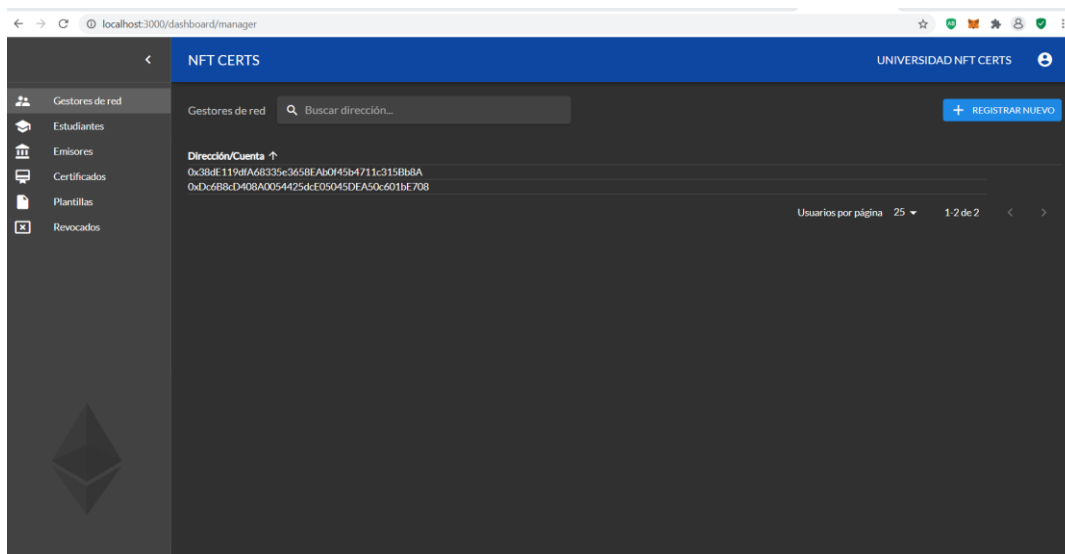 localhost:3000/dashboard/manager
NFT CERTS
UNIVERSIDAD NFT CERTS
Gestores de red
Estudiantes
Emisores
Certificados
Plantillas
Revocados
Gestores de red
Buscar dirección...
REGISTRAR NUEVO
Dirección/Cuenta
0x38dE119dfA68335e3658EAb0f45b4711c315Bb8A
0xDc6B8cD408A0054425dcE05045DEA50c601bE708
Usuarios por página 25 1-2 de 2